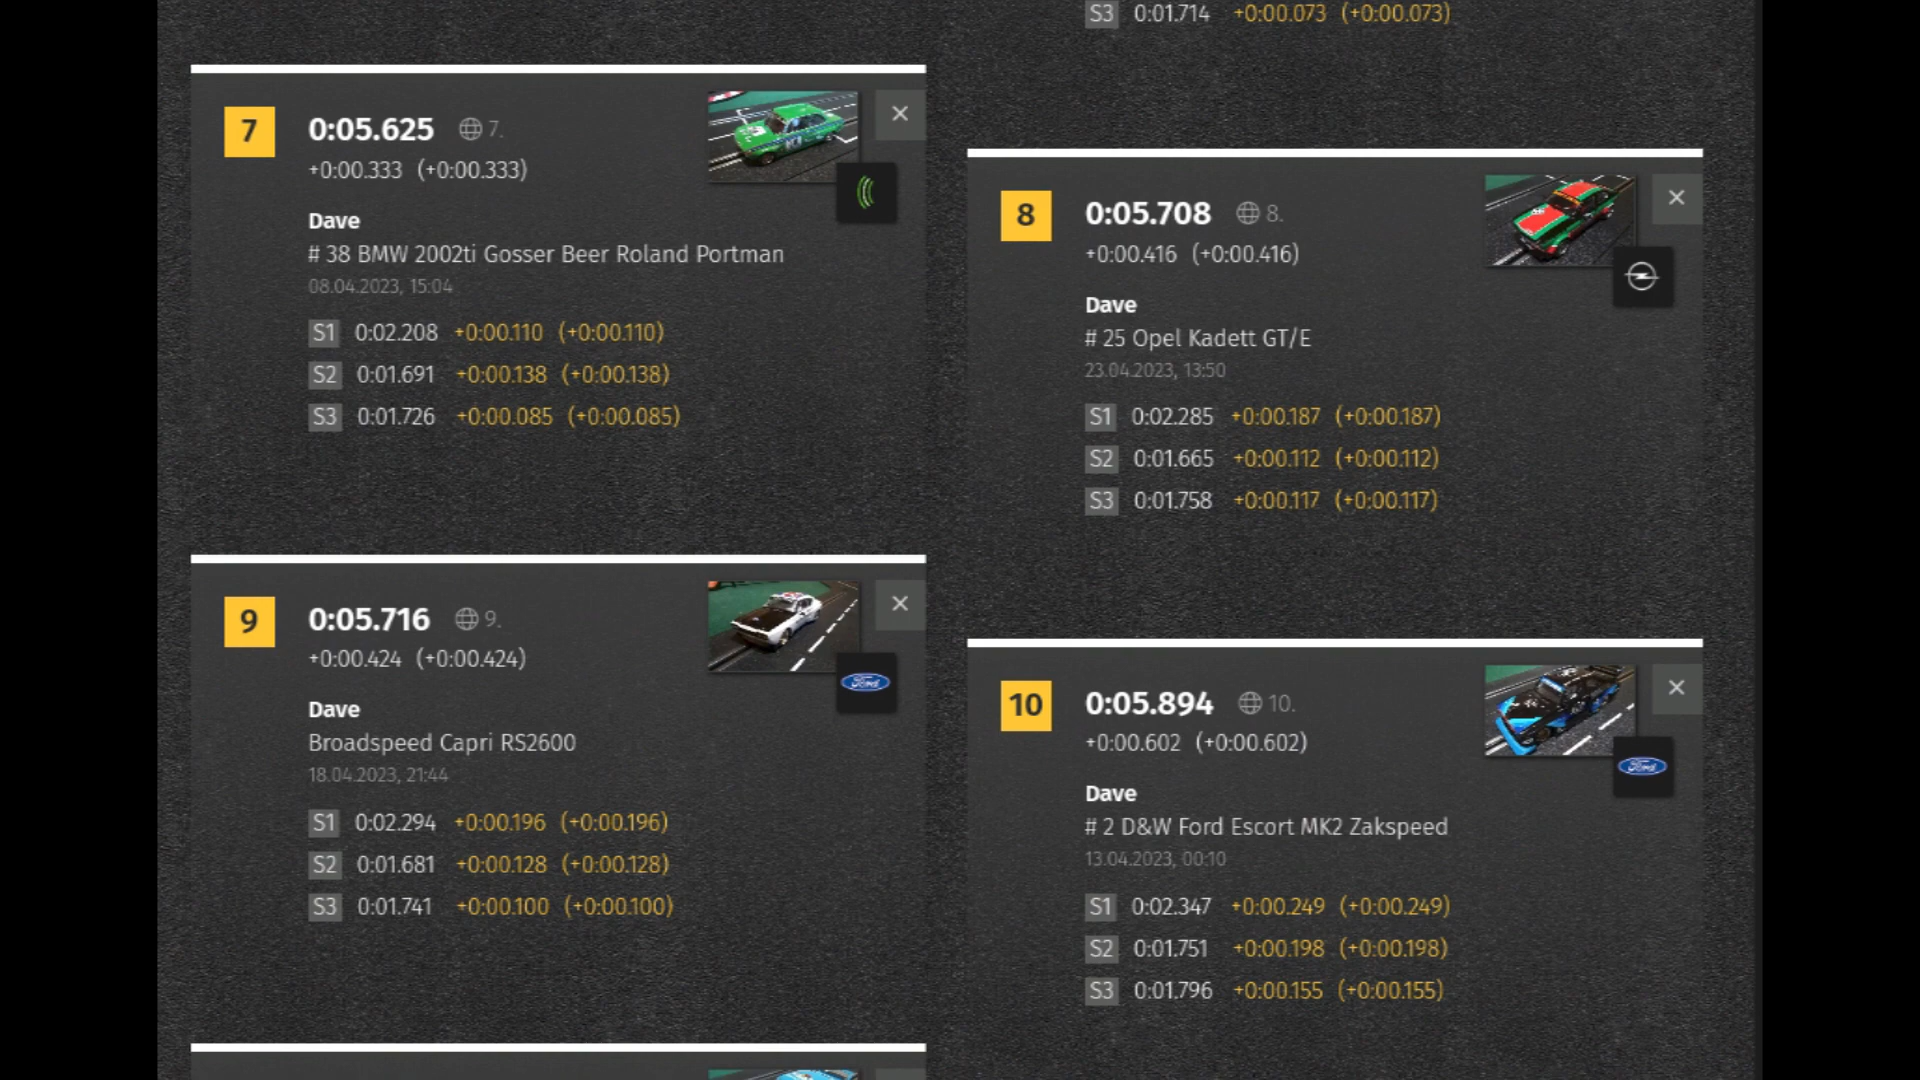 S3 0:01.714 +0:00.073 (+0:00.073)
7 0:05.625 7.
+0:00.333 (+0:00.333)
Dave
# 38 BMW 2002ti Gosser Beer Roland Portman
08.04.2023, 15:04
S1 0:02.208 +0:00.110 (+0:00.110)
S2 0:01.691 +0:00.138 (+0:00.138)
S3 0:01.726 +0:00.085 (+0:00.085)
8 0:05.708 8.
+0:00.416 (+0:00.416)
Dave
# 25 Opel Kadett GT/E
23.04.2023, 13:50
S1 0:02.285 +0:00.187 (+0:00.187)
S2 0:01.665 +0:00.112 (+0:00.112)
S3 0:01.758 +0:00.117 (+0:00.117)
9 0:05.716 9.
+0:00.424 (+0:00.424)
Ford
Dave
Broadspeed Capri RS2600
18.04.2023, 21:44
S1 0:02.294 +0:00.196 (+0:00.196)
S2 0:01.681 +0:00.128 (+0:00.128)
S3 0:01.741 +0:00.100 (+0:00.100)
10 0:05.894 10.
+0:00.602 (+0:00.602)
Ford
Dave
# 2 D&W Ford Escort MK2 Zakspeed
13.04.2023, 00:10
S1 0:02.347 +0:00.249 (+0:00.249)
S2 0:01.751 +0:00.198 (+0:00.198)
S3 0:01.796 +0:00.155 (+0:00.155)